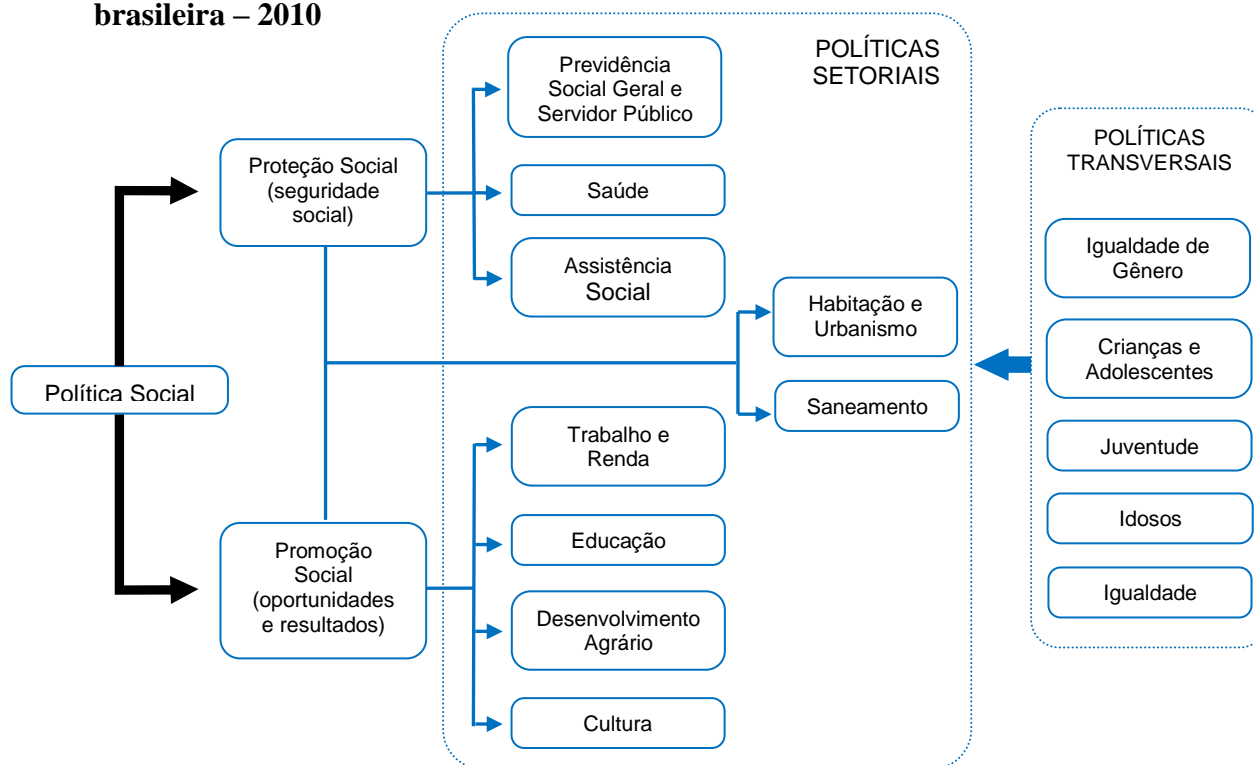 brasileira – 2010
POLÍTICAS
SETORIAIS
Previdência
Social Geral e
Servidor Público
Proteção Social
(seguridade
social)
Saúde
Assistência
Social
Habitação e
Urbanismo
Saneamento
Política Social
Trabalho e
Renda
Educação
Promoção
Social
(oportunidades
e resultados)
Desenvolvimento
Agrário
Cultura
POLÍTICAS
TRANSVERSAIS
Igualdade de
Gênero
Crianças e
Adolescentes
Juventude
Idosos
Igualdade